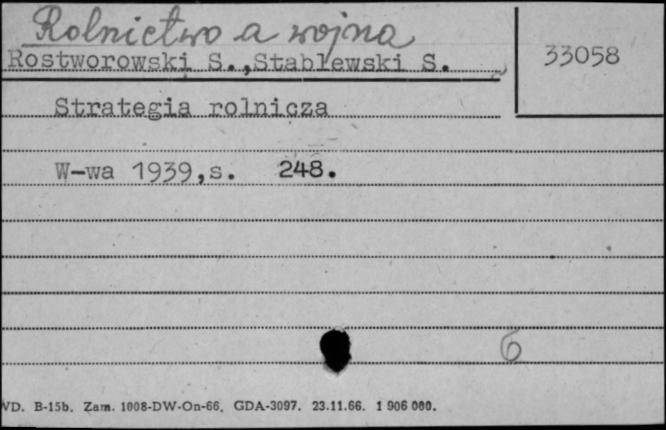 Rolnictwo a wojna
Rostworowski S.,Stablewski S.
33058
Strategia rolnicza
W-wa 1939,s. 248.
6
VD. B-15b. Zam. 1008-DW-On-66. GDA-3097. 23.11.66. 1 906 000.